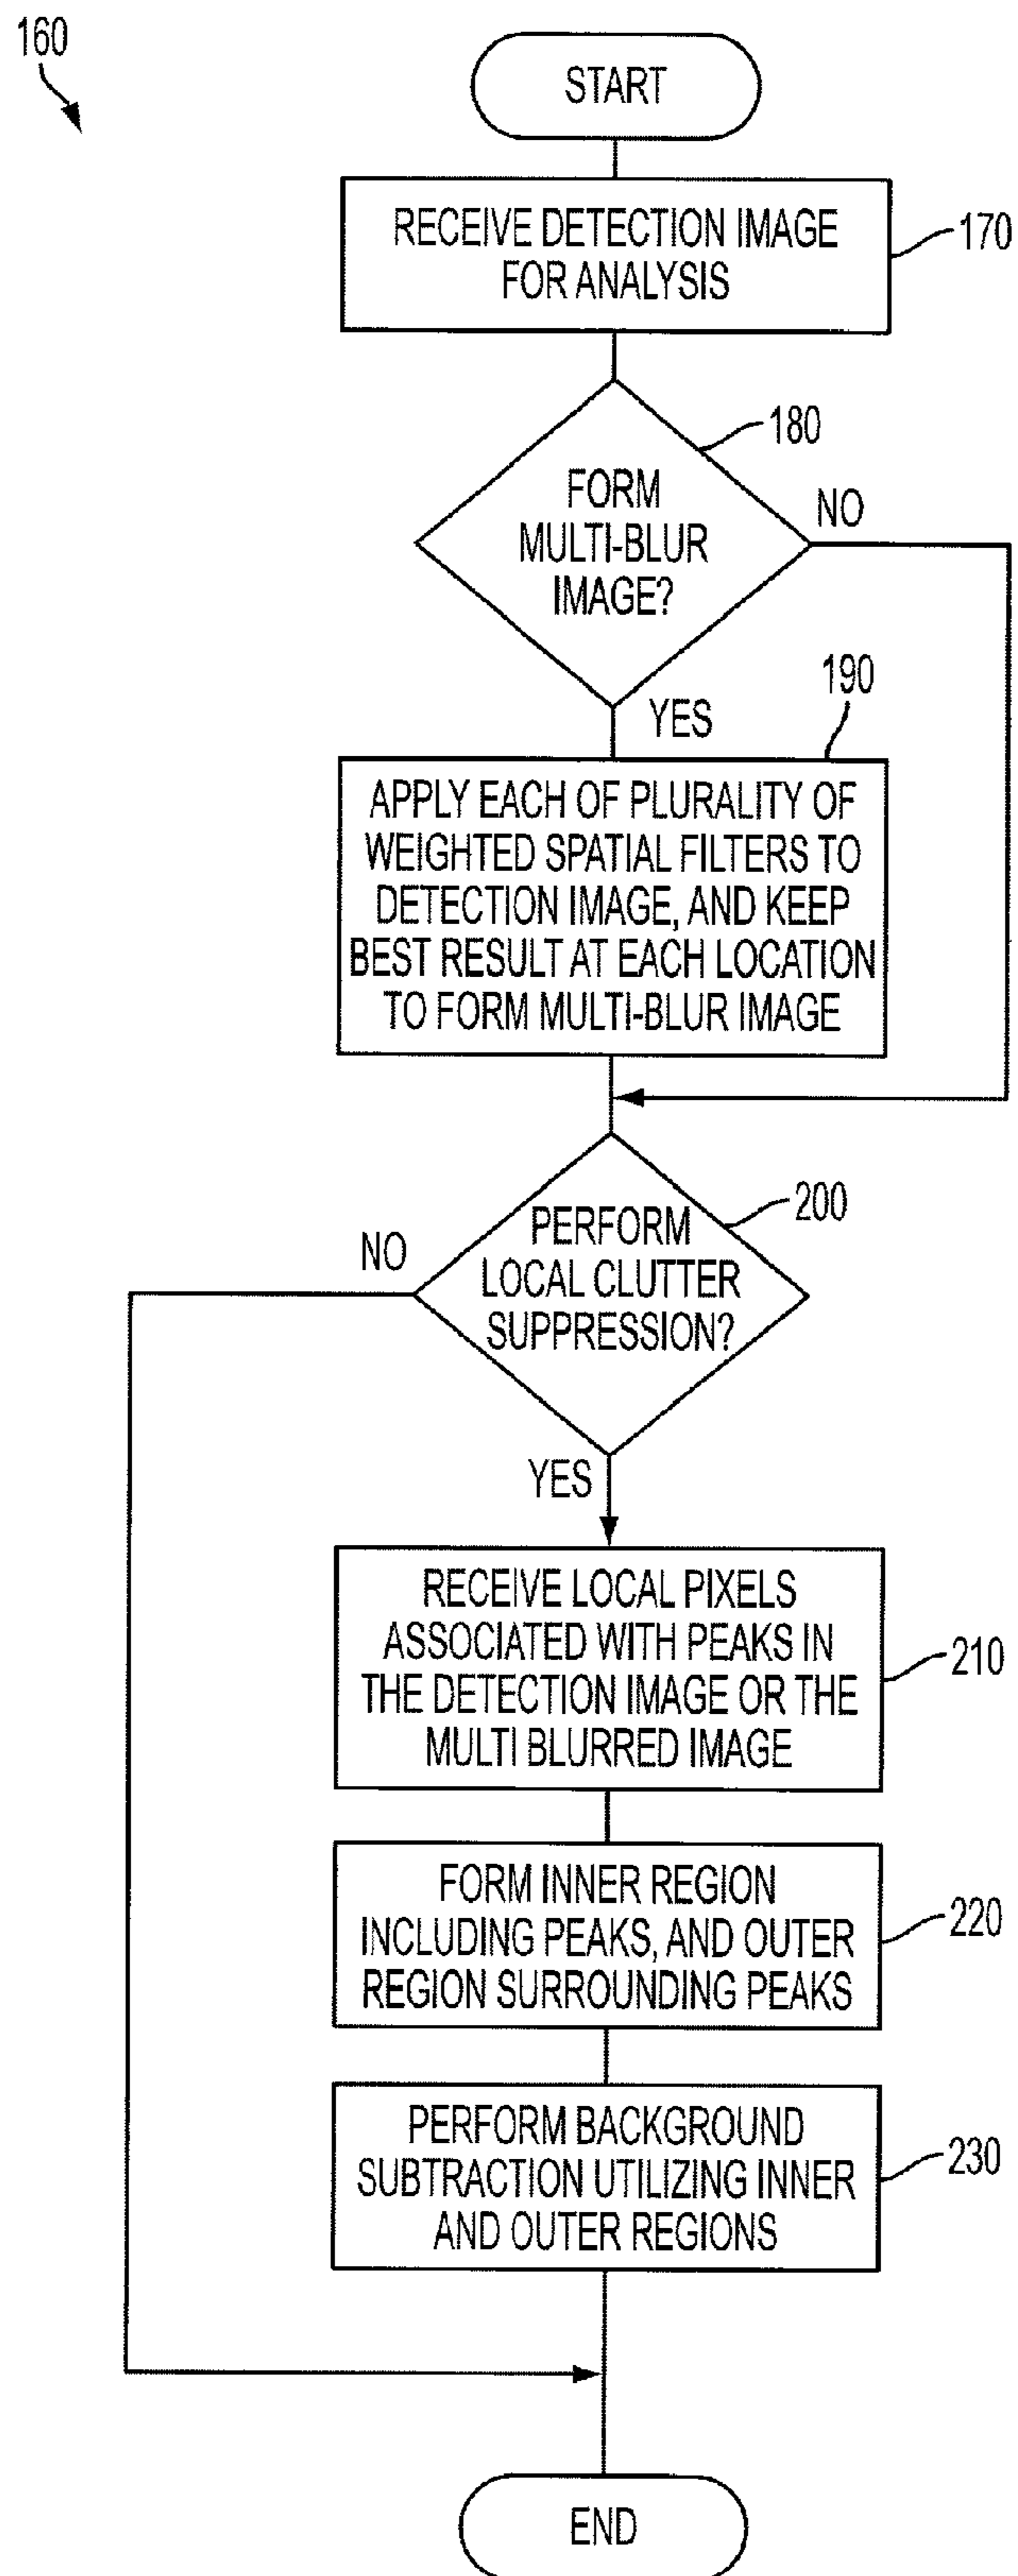 160
START
RECEIVE DETECTION IMAGE
FOR ANALYSIS
170
180
FORM
MULTI-BLUR
IMAGE?
NO
YES
190
APPLY EACH OF PLURALITY OF
WEIGHTED SPATIAL FILTERS TO
DETECTION IMAGE, AND KEEP
BEST RESULT AT EACH LOCATION
TO FORM MULTI-BLUR IMAGE
200
PERFORM
LOCAL CLUTTER
SUPPRESSION?
NO
YES
RECEIVE LOCAL PIXELS
ASSOCIATED WITH PEAKS IN
THE DETECTION IMAGE OR THE
MULTI BLURRED IMAGE
210
FORM INNER REGION
INCLUDING PEAKS, AND OUTER
REGION SURROUNDING PEAKS
220
PERFORM BACKGROUND
SUBTRACTION UTILIZING INNER
AND OUTER REGIONS
230
END